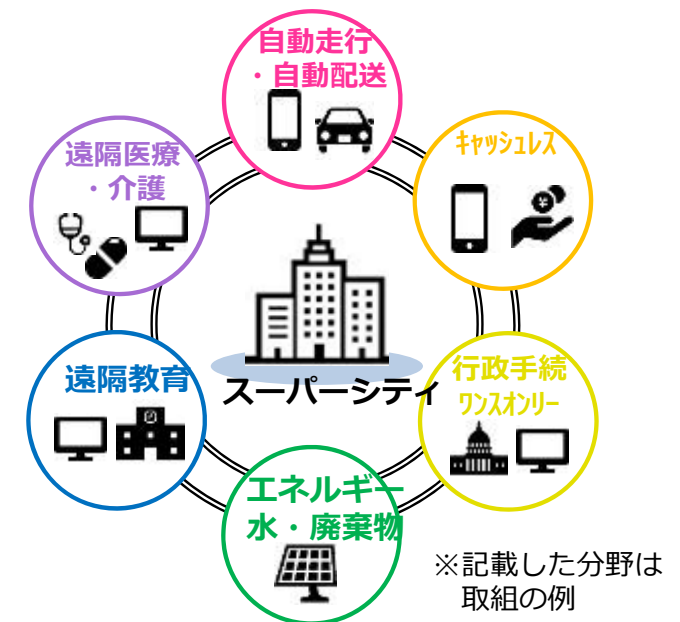 自動走行
・自動配送
ｷｬｯｼｭﾚｽ
遠隔医療
・介護
スーパーシティ
行政手続
ﾜﾝｽｵﾝﾘｰ
遠隔教育
エネルギー
水・廃棄物
※記載した分野は
取組の例